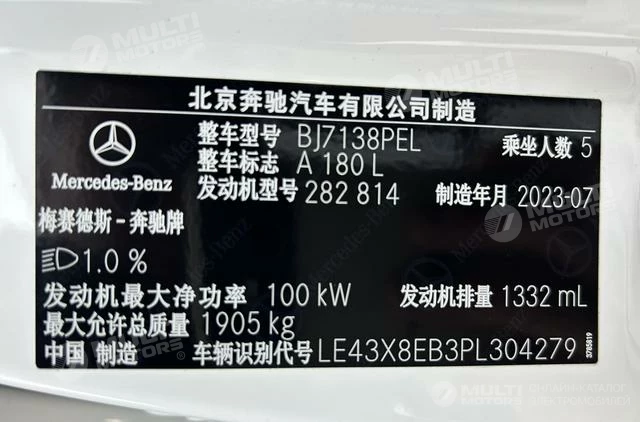 北京奔驰汽车有限公司制造
整车型号 BJ7138PEL 乘坐人数 5
整车标志 A 180 L
Mercedes-Benz 发动机型号 282 814 制造年月 2023-07
梅赛德斯-奔驰牌
1.0 %
发动机最大净功率 100 kW 发动机排量 1332 mL
最大允许总质量 1905 kg
中国 制造 车辆识别代号 LE43X8EB3PL304279
3785819
MULTI MOTORS
ОНЛАЙН-КАТАЛОГ
ЭЛЕКТРОМОБИЛЕЙ